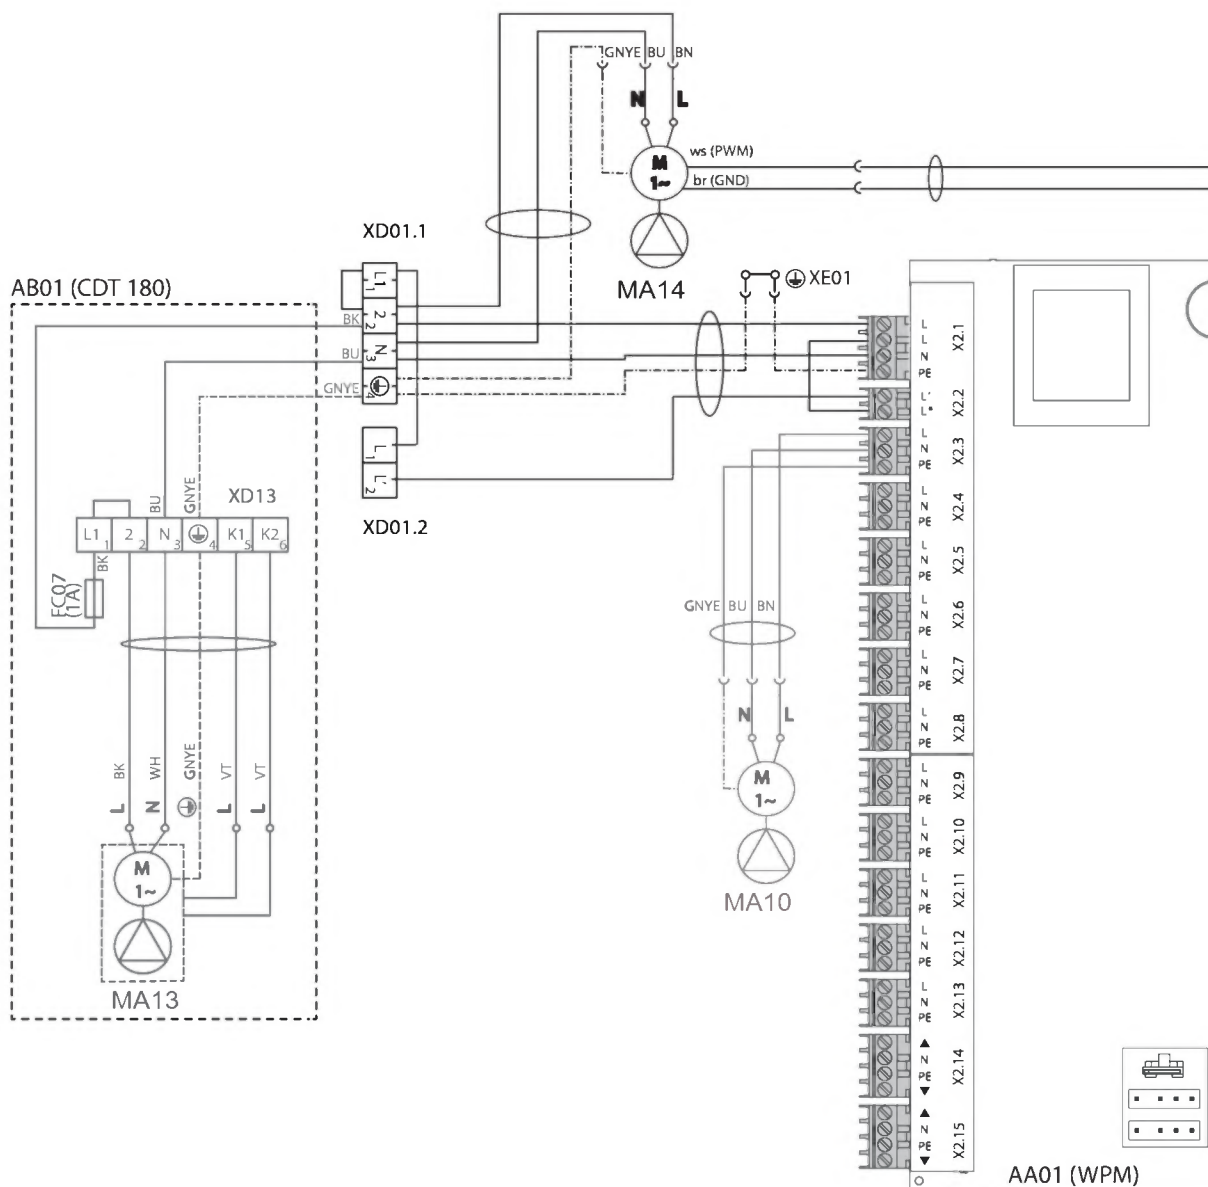 GNYE BU BN
N L
M
1~
ws (PWM)
br (GND)
MA14
XD01.1
AB01 (CDT 180)
L1 1
2 2
N 3
4
BK
BU
GNYE
XE01
L 1
L' 2
XD01.2
L
L
N
PE
X2.1
L'
L*
X2.2
L
N
PE
X2.3
L
N
PE
X2.4
L
N
PE
X2.5
L
N
PE
X2.6
L
N
PE
X2.7
L
N
PE
X2.8
L
N
PE
X2.9
L
N
PE
X2.10
L
N
PE
X2.11
L
N
PE
X2.12
L
N
PE
X2.13
▲
N
PE
▼
X2.14
▲
N
PE
▼
X2.15
BU
GNYE
XD13
L1 1
2 2
N 3
4
K1 5
K2 6
BK
FC07
(1A)
BK
WH
GNYE
VT
VT
L
N
L
L
M
1~
MA13
GNYE BU BN
N L
M
1~
MA10
AA01 (WPM)